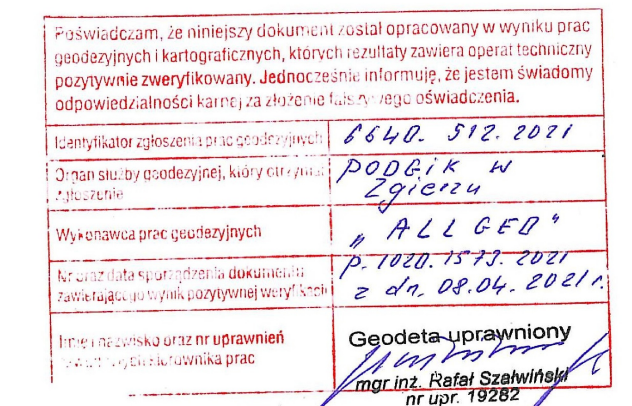 Poświadczam, że niniejszy dokument został opracowany w wyniku prac
geodezyjnych i kartograficznych, których rezultaty zawiera operat techniczny
pozytywnie zweryfikowany. Jednocześnie informuję, że jestem świadomy
odpowiedzialności karnej za złożenie fałszywego oświadczenia.
Identyfikator zgłoszenia prac geodezyjnych
6640. 512. 2021
Organ służby geodezyjnej, który otrzymał
zgłoszenie
PODGiK w
Zgierzu
Wykonawca prac geodezyjnych
„ALL GEO"
Nr oraz data sporządzenia dokumentu
zawierającego wynik pozytywnej weryfikacji
P. 1020. 1573. 2021
z dn. 08.04. 2021 r.
Imię i nazwisko oraz nr uprawnień
kierownika prac
Geodeta uprawniony
mgr inż. Rafał Szałwiński
nr upr. 19282